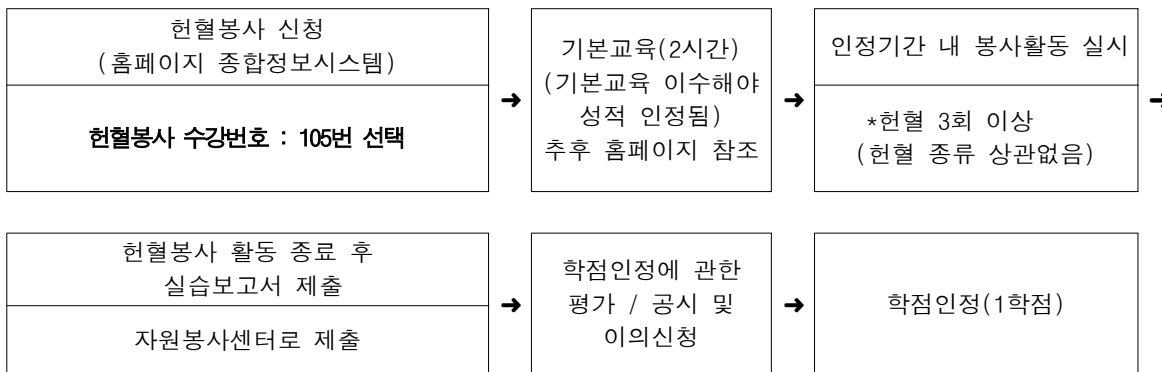 헌혈봉사 신청
(홈페이지 종합정보시스템)
헌혈봉사 수강번호 : 105번 선택
➜
기본교육(2시간)
(기본교육 이수해야
성적 인정됨)
추후 홈페이지 참조
➜
인정기간 내 봉사활동 실시
*헌혈 3회 이상
(헌혈 종류 상관없음)
➜
헌혈봉사 활동 종료 후
실습보고서 제출
자원봉사센터로 제출
➜
학점인정에 관한
평가 / 공시 및
이의신청
➜
학점인정(1학점)